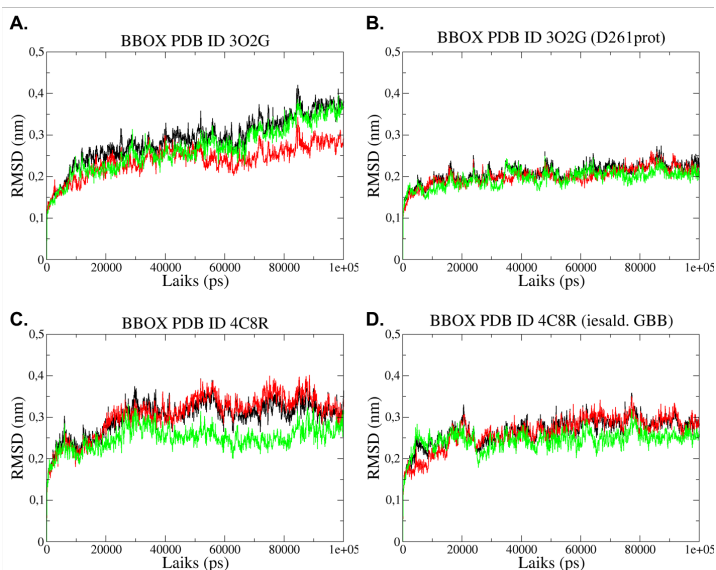 A.
BBOX PDB ID 3O2G
0,5
0,4
0,3
0,2
0,1
0
RMSD (nm)
0 20000 40000 60000 80000 1e+05
Laiks (ps)
B.
BBOX PDB ID 3O2G (D261prot)
0,5
0,4
0,3
0,2
0,1
0
RMSD (nm)
0 20000 40000 60000 80000 1e+05
Laiks (ps)
C.
BBOX PDB ID 4C8R
0,5
0,4
0,3
0,2
0,1
0
RMSD (nm)
0 20000 40000 60000 80000 1e+05
Laiks (ps)
D.
BBOX PDB ID 4C8R (iesald. GBB)
0,5
0,4
0,3
0,2
0,1
0
RMSD (nm)
0 20000 40000 60000 80000 1e+05
Laiks (ps)